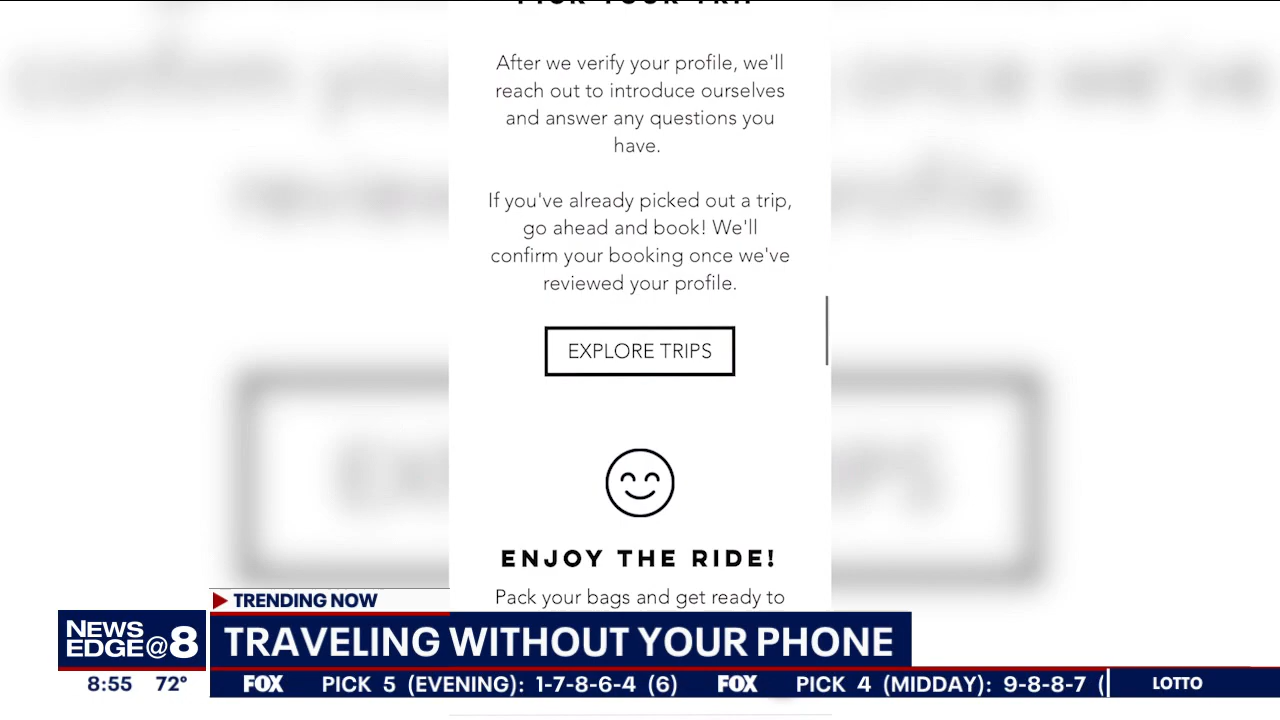 PICK YOUR TRIP
After we verify your profile, we'll
reach out to introduce ourselves
and answer any questions you
have.
If you've already picked out a trip,
go ahead and book! We'll
confirm your booking once we've
reviewed your profile.
EXPLORE TRIPS
ENJOY THE RIDE!
Pack your bags and get ready to
TRENDING NOW
NEWS
EDGE@8
TRAVELING WITHOUT YOUR PHONE
8:55 72°
FOX PICK 5 (EVENING): 1-7-8-6-4 (6) FOX PICK 4 (MIDDAY): 9-8-8-7 ( LOTTO